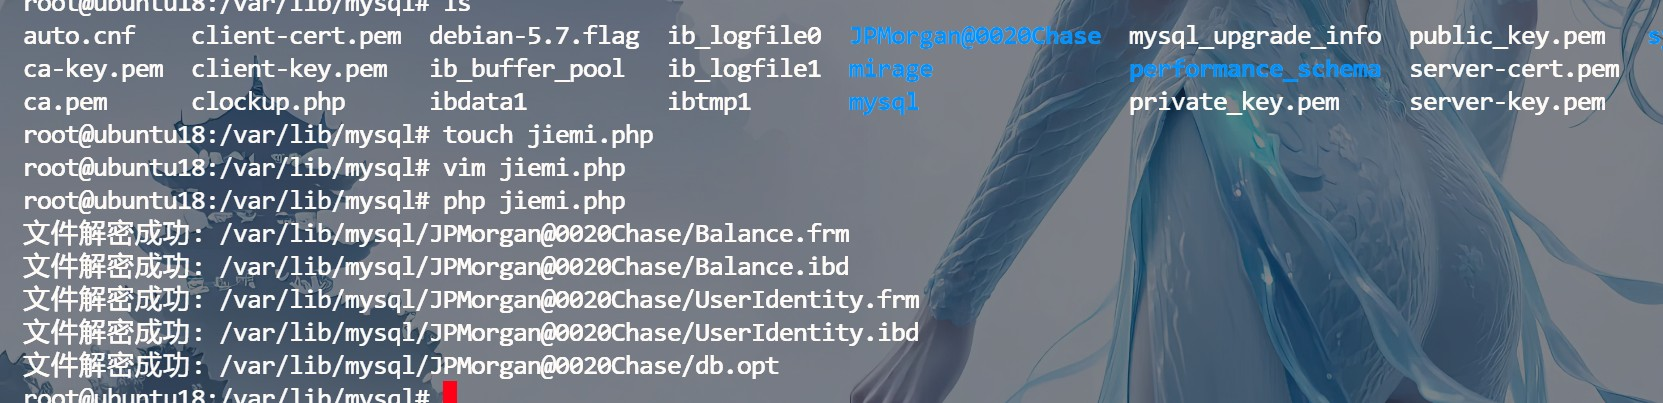 root@ubuntu18:/var/lib/mysql# ls
auto.cnf client-cert.pem debian-5.7.flag ib_logfile0 JPMorgan@0020Chase mysql_upgrade_info public_key.pem
ca-key.pem client-key.pem ib_buffer_pool ib_logfile1 mirage performance_schema server-cert.pem
ca.pem clockup.php ibdata1 ibtmp1 mysql private_key.pem server-key.pem
root@ubuntu18:/var/lib/mysql# touch jiemi.php
root@ubuntu18:/var/lib/mysql# vim jiemi.php
root@ubuntu18:/var/lib/mysql# php jiemi.php
文件解密成功: /var/lib/mysql/JPMorgan@0020Chase/Balance.frm
文件解密成功: /var/lib/mysql/JPMorgan@0020Chase/Balance.ibd
文件解密成功: /var/lib/mysql/JPMorgan@0020Chase/UserIdentity.frm
文件解密成功: /var/lib/mysql/JPMorgan@0020Chase/UserIdentity.ibd
文件解密成功: /var/lib/mysql/JPMorgan@0020Chase/db.opt
root@ubuntu18:/var/lib/mysql#